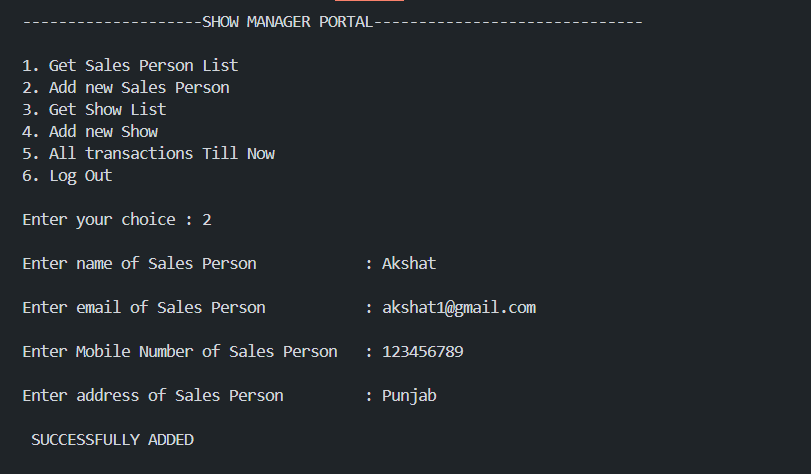 --------------------SHOW MANAGER PORTAL------------------------------
1. Get Sales Person List
2. Add new Sales Person
3. Get Show List
4. Add new Show
5. All transactions Till Now
6. Log Out
Enter your choice : 2
Enter name of Sales Person            : Akshat
Enter email of Sales Person           : akshat1@gmail.com
Enter Mobile Number of Sales Person   : 123456789
Enter address of Sales Person         : Punjab
SUCCESSFULLY ADDED